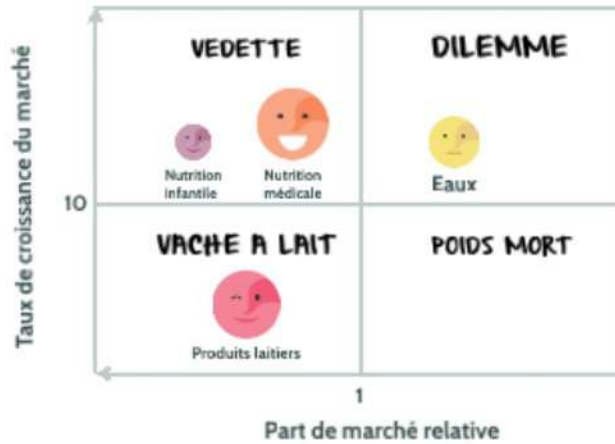 VEDETTE
DILEMME
Nutrition
infantile
Nutrition
médicale
Eaux
10
VACHE A LAIT
POIDS MORT
Produits laitiers
1
Taux de croissance du marché
Part de marché relative